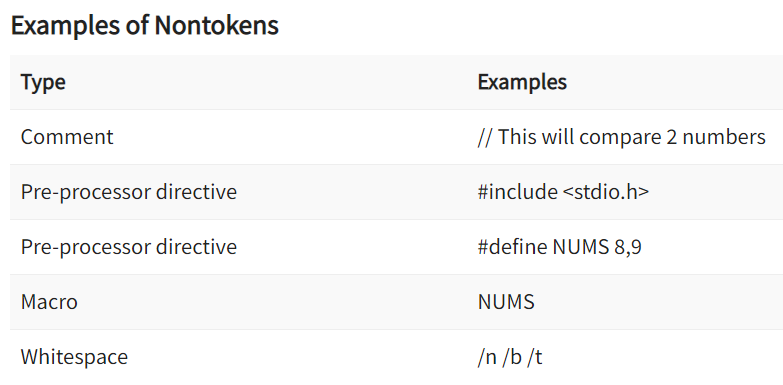 Examples of Nontokens
Type Examples
Comment // This will compare 2 numbers
Pre-processor directive #include <stdio.h>
Pre-processor directive #define NUMS 8,9
Macro NUMS
Whitespace /n /b /t